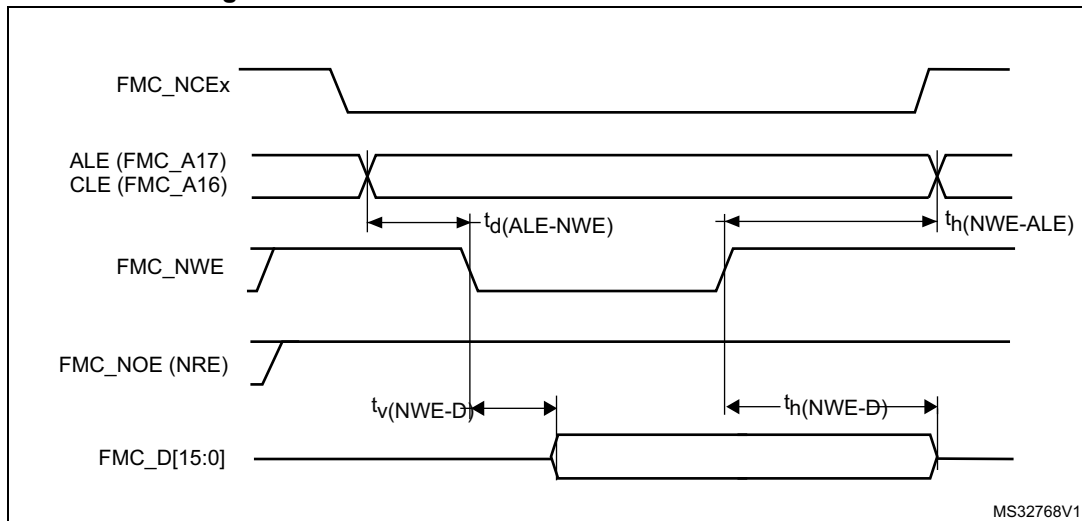 FMC_NCEx
ALE (FMC_A17)
CLE (FMC_A16)
td(ALE-NWE)
th(NWE-ALE)
FMC_NWE
FMC_NOE (NRE)
tv(NWE-D)
th(NWE-D)
FMC_D[15:0]
MS32768V1